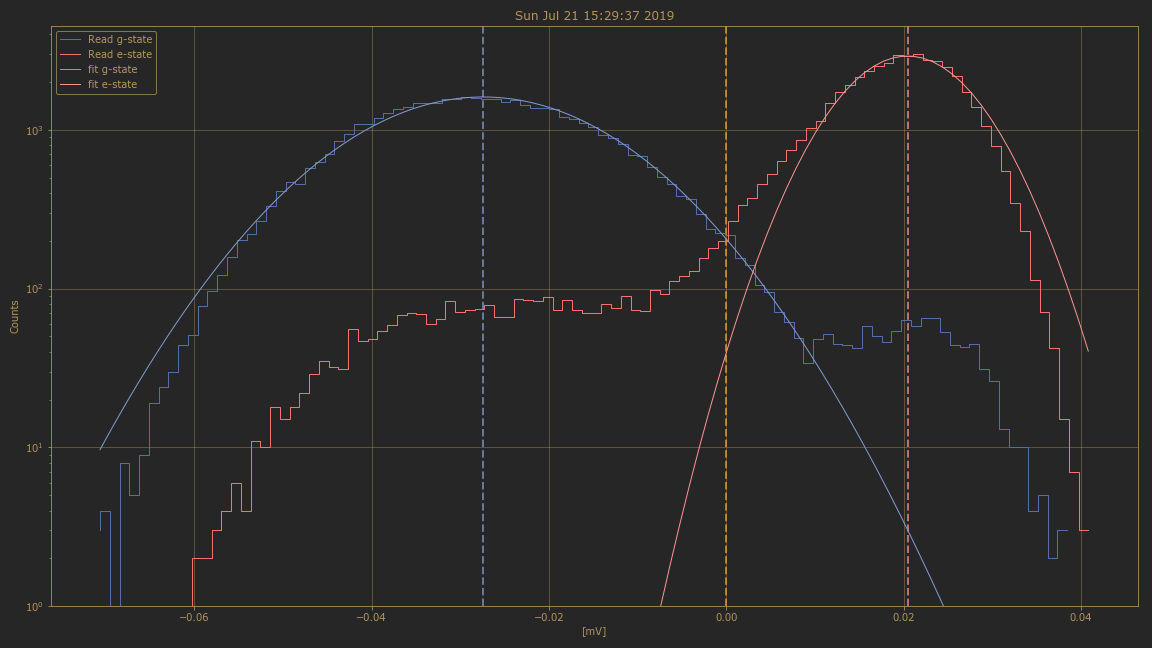 Sun Jul 21 15:29:37 2019
Read g-state
Read e-state
fit g-state
fit e-state
Counts
10³
10²
10¹
10⁰
−0.06
−0.04
−0.02
0.00
0.02
0.04
[mV]